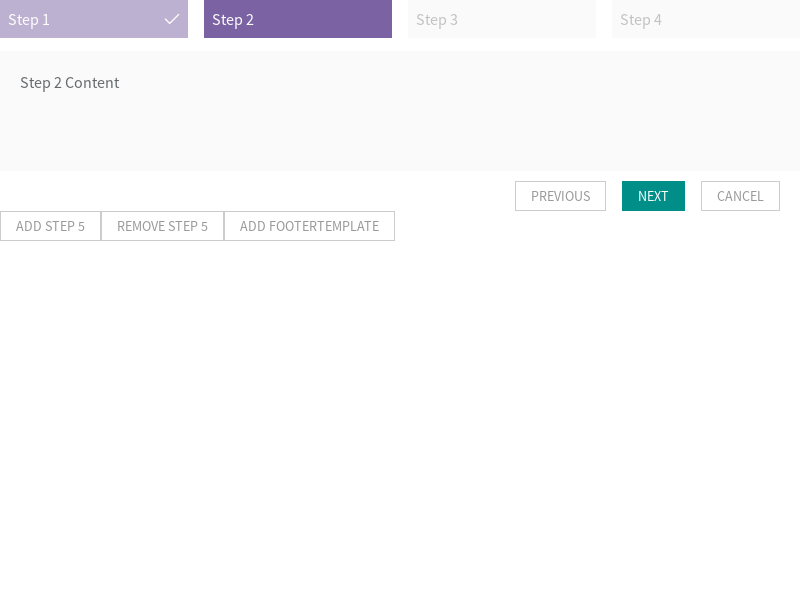 Step 1
Step 2
Step 3
Step 4
Step 2 Content
PREVIOUS
NEXT
CANCEL
ADD STEP 5
REMOVE STEP 5
ADD FOOTERTEMPLATE